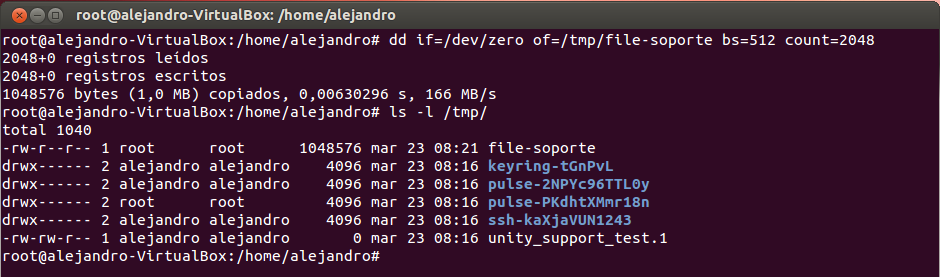 root@alejandro-VirtualBox: /home/alejandro
root@alejandro-VirtualBox:/home/alejandro# dd if=/dev/zero of=/tmp/file-soporte bs=512 count=2048
2048+0 registros leídos
2048+0 registros escritos
1048576 bytes (1,0 MB) copiados, 0,00630296 s, 166 MB/s
root@alejandro-VirtualBox:/home/alejandro# ls -l /tmp/
total 1040
-rw-r--r-- 1 root      root      1048576 mar 23 08:21 file-soporte
drwx------ 2 alejandro alejandro    4096 mar 23 08:16 keyring-tGnPvL
drwx------ 2 alejandro alejandro    4096 mar 23 08:16 pulse-2NPYc96TTL0y
drwx------ 2 root      root         4096 mar 23 08:16 pulse-PKdhtXMmr18n
drwx------ 2 alejandro alejandro    4096 mar 23 08:16 ssh-kaXjaVUN1243
-rw-rw-r-- 1 alejandro alejandro       0 mar 23 08:16 unity_support_test.1
root@alejandro-VirtualBox:/home/alejandro#